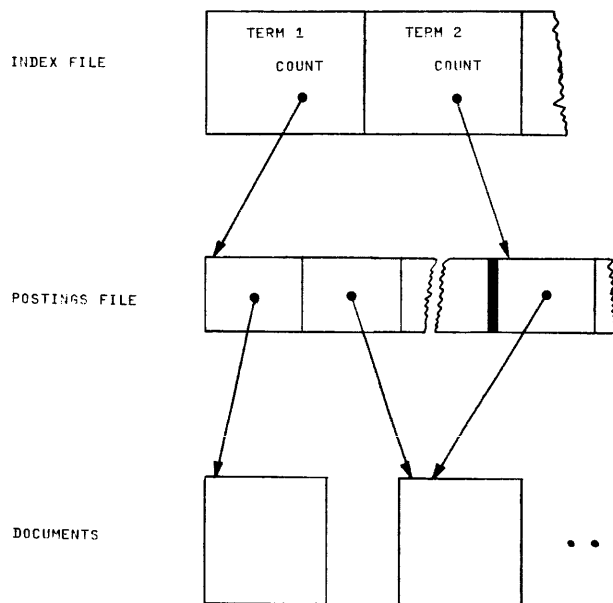 TERM 1
TERM 2
INDEX FILE
COUNT
COUNT
POSTINGS FILE
DOCUMENTS